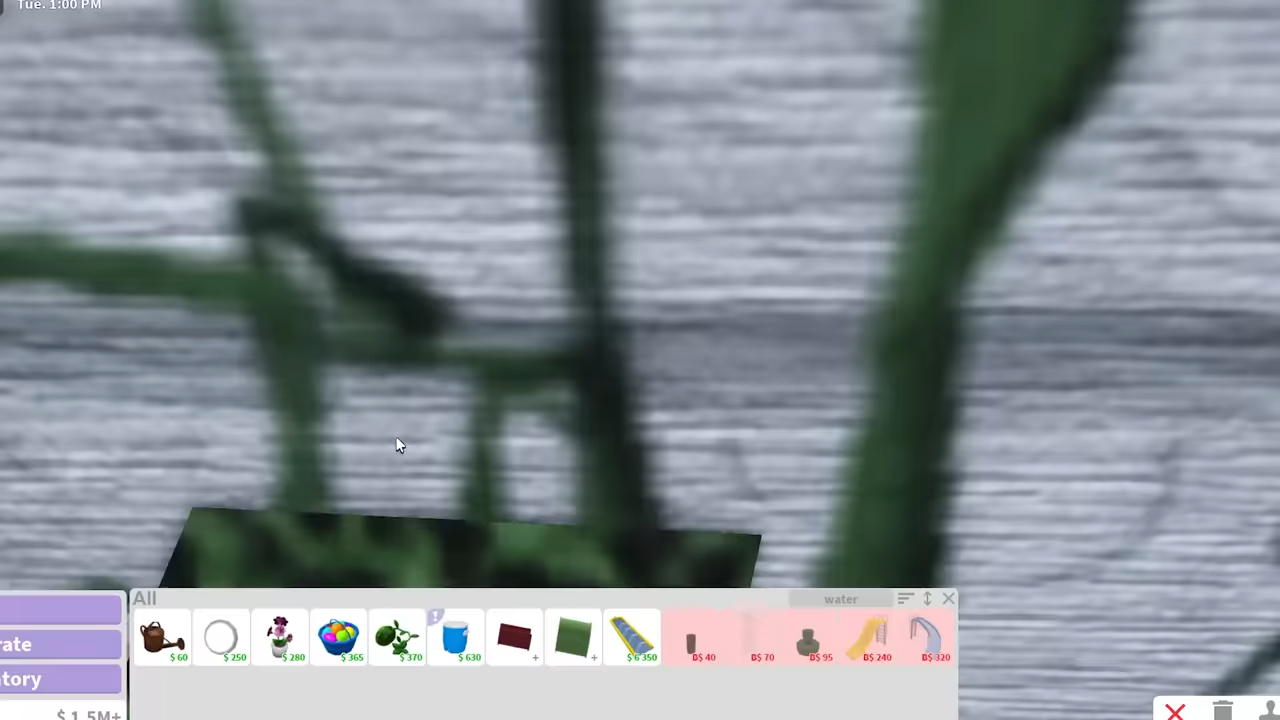 Tue. 1:00 PM
All
water
$ 60
$ 250
$ 280
$ 365
$ 370
!
$ 630
+
+
$ 6 350
B$ 40
B$ 70
B$ 95
B$ 240
B$ 320
rate
tory
$ 1.5M+